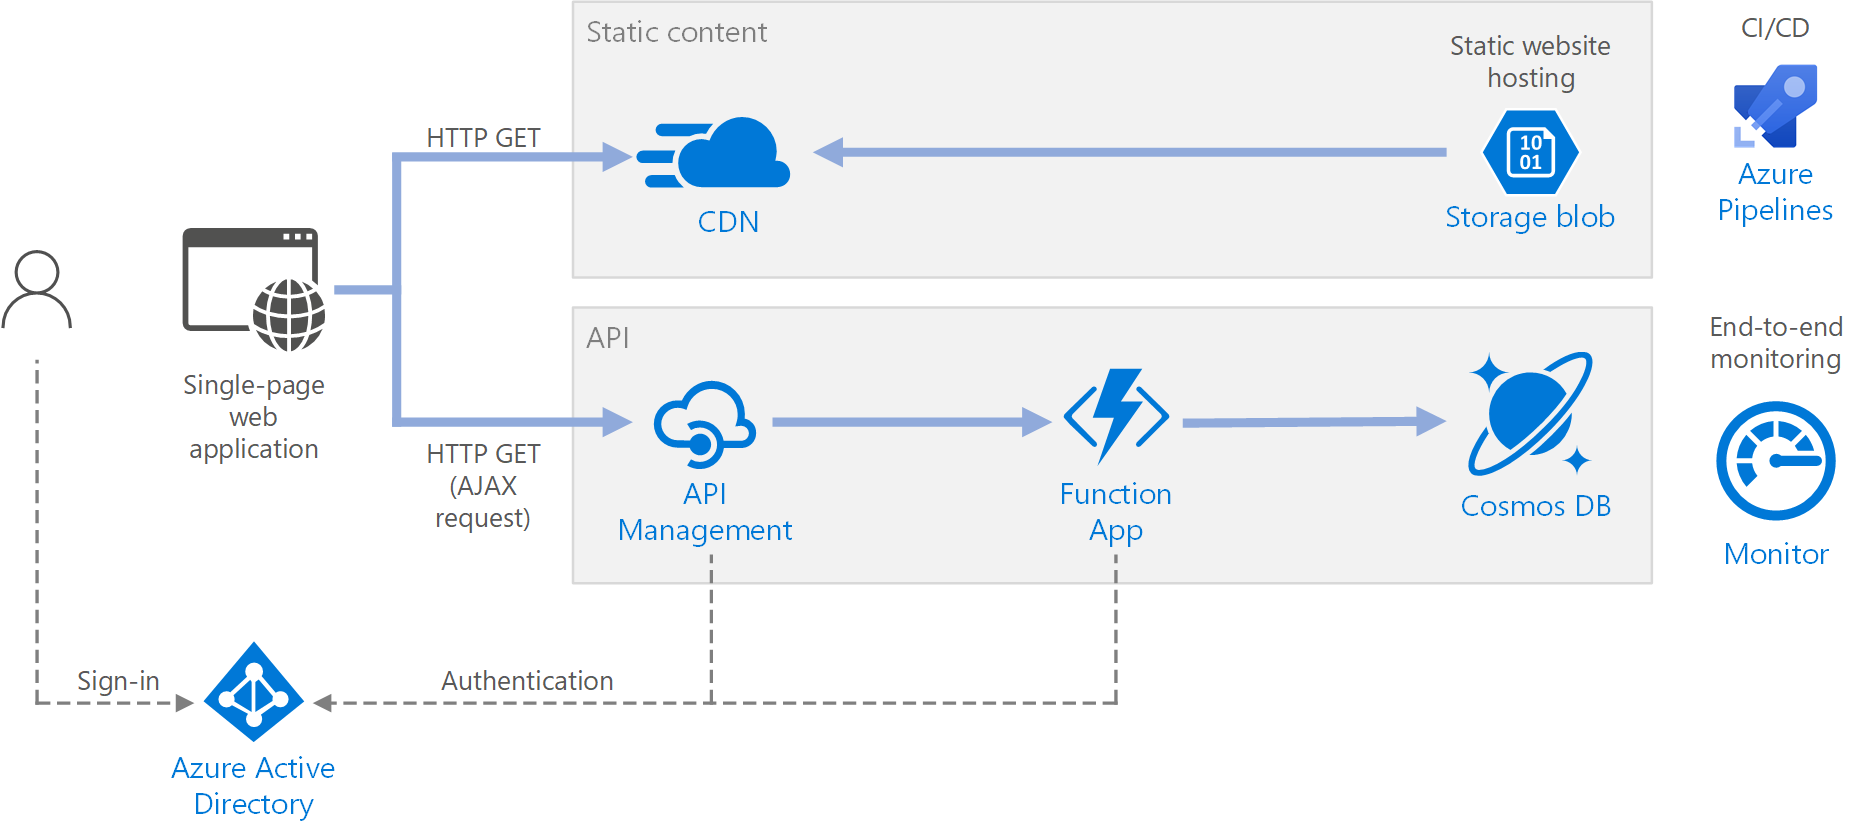 Static content
Static website
hosting
HTTP GET
10
01
CDN
Storage blob
CI/CD
Azure
Pipelines
Single-page
web
application
API
HTTP GET
(AJAX
request)
API
Management
Function
App
Cosmos DB
End-to-end
monitoring
Monitor
Sign-in
Authentication
Azure Active
Directory